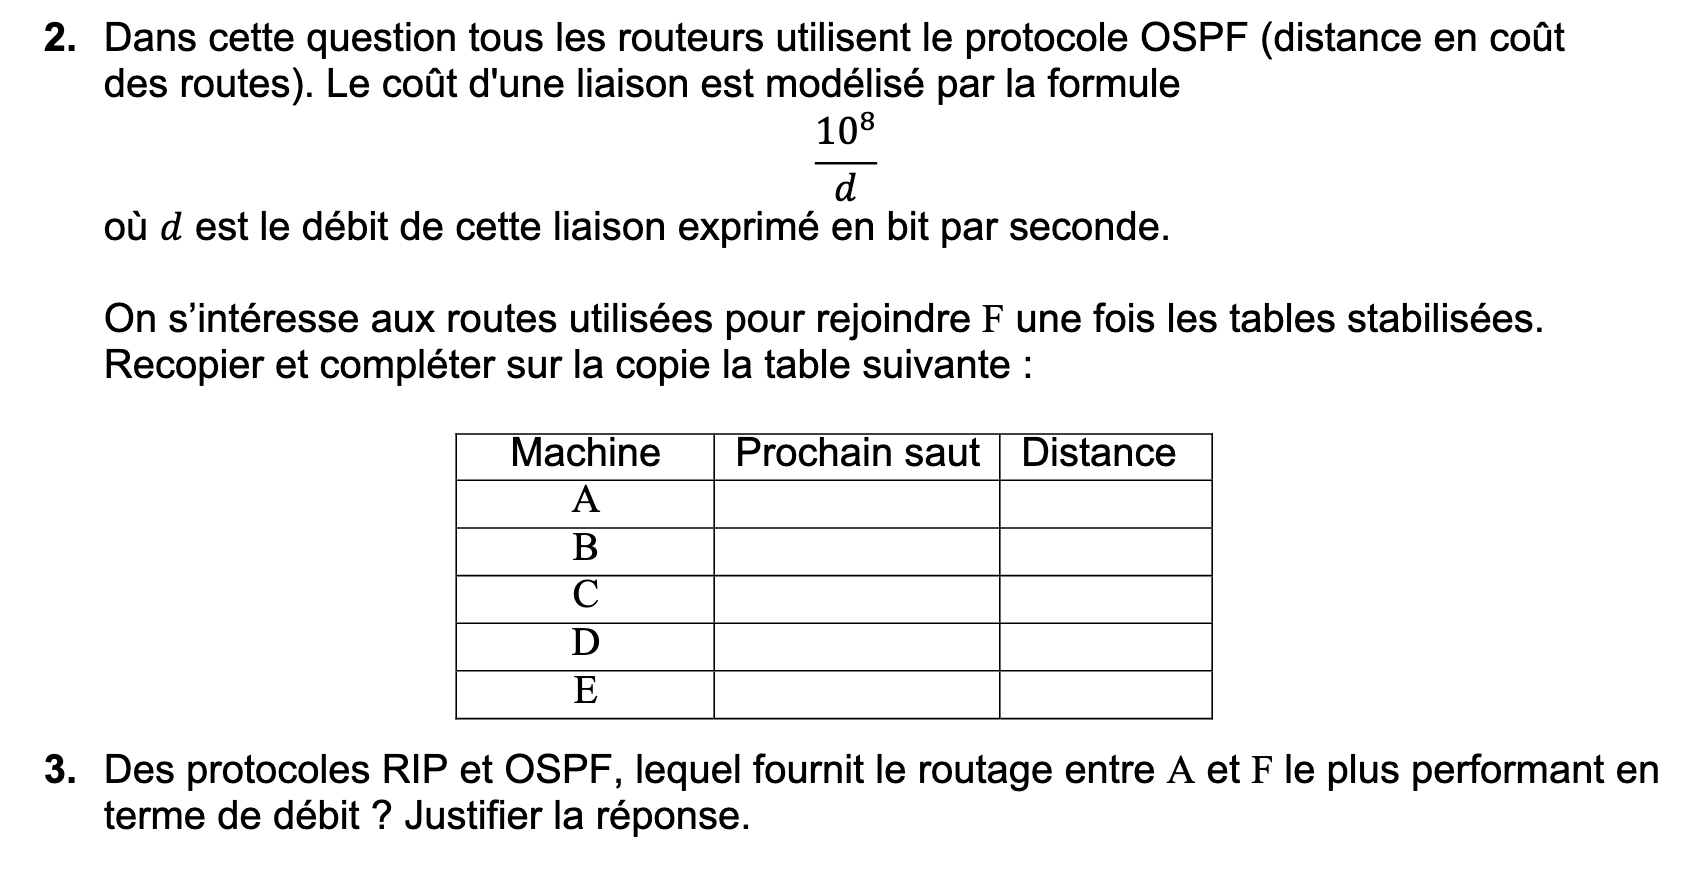 2. Dans cette question tous les routeurs utilisent le protocole OSPF (distance en coût
des routes). Le coût d'une liaison est modélisé par la formule
10⁸
d
où d est le débit de cette liaison exprimé en bit par seconde.
On s’intéresse aux routes utilisées pour rejoindre F une fois les tables stabilisées.
Recopier et compléter sur la copie la table suivante :
Machine Prochain saut Distance
A
B
C
D
E
3. Des protocoles RIP et OSPF, lequel fournit le routage entre A et F le plus performant en
terme de débit ? Justifier la réponse.